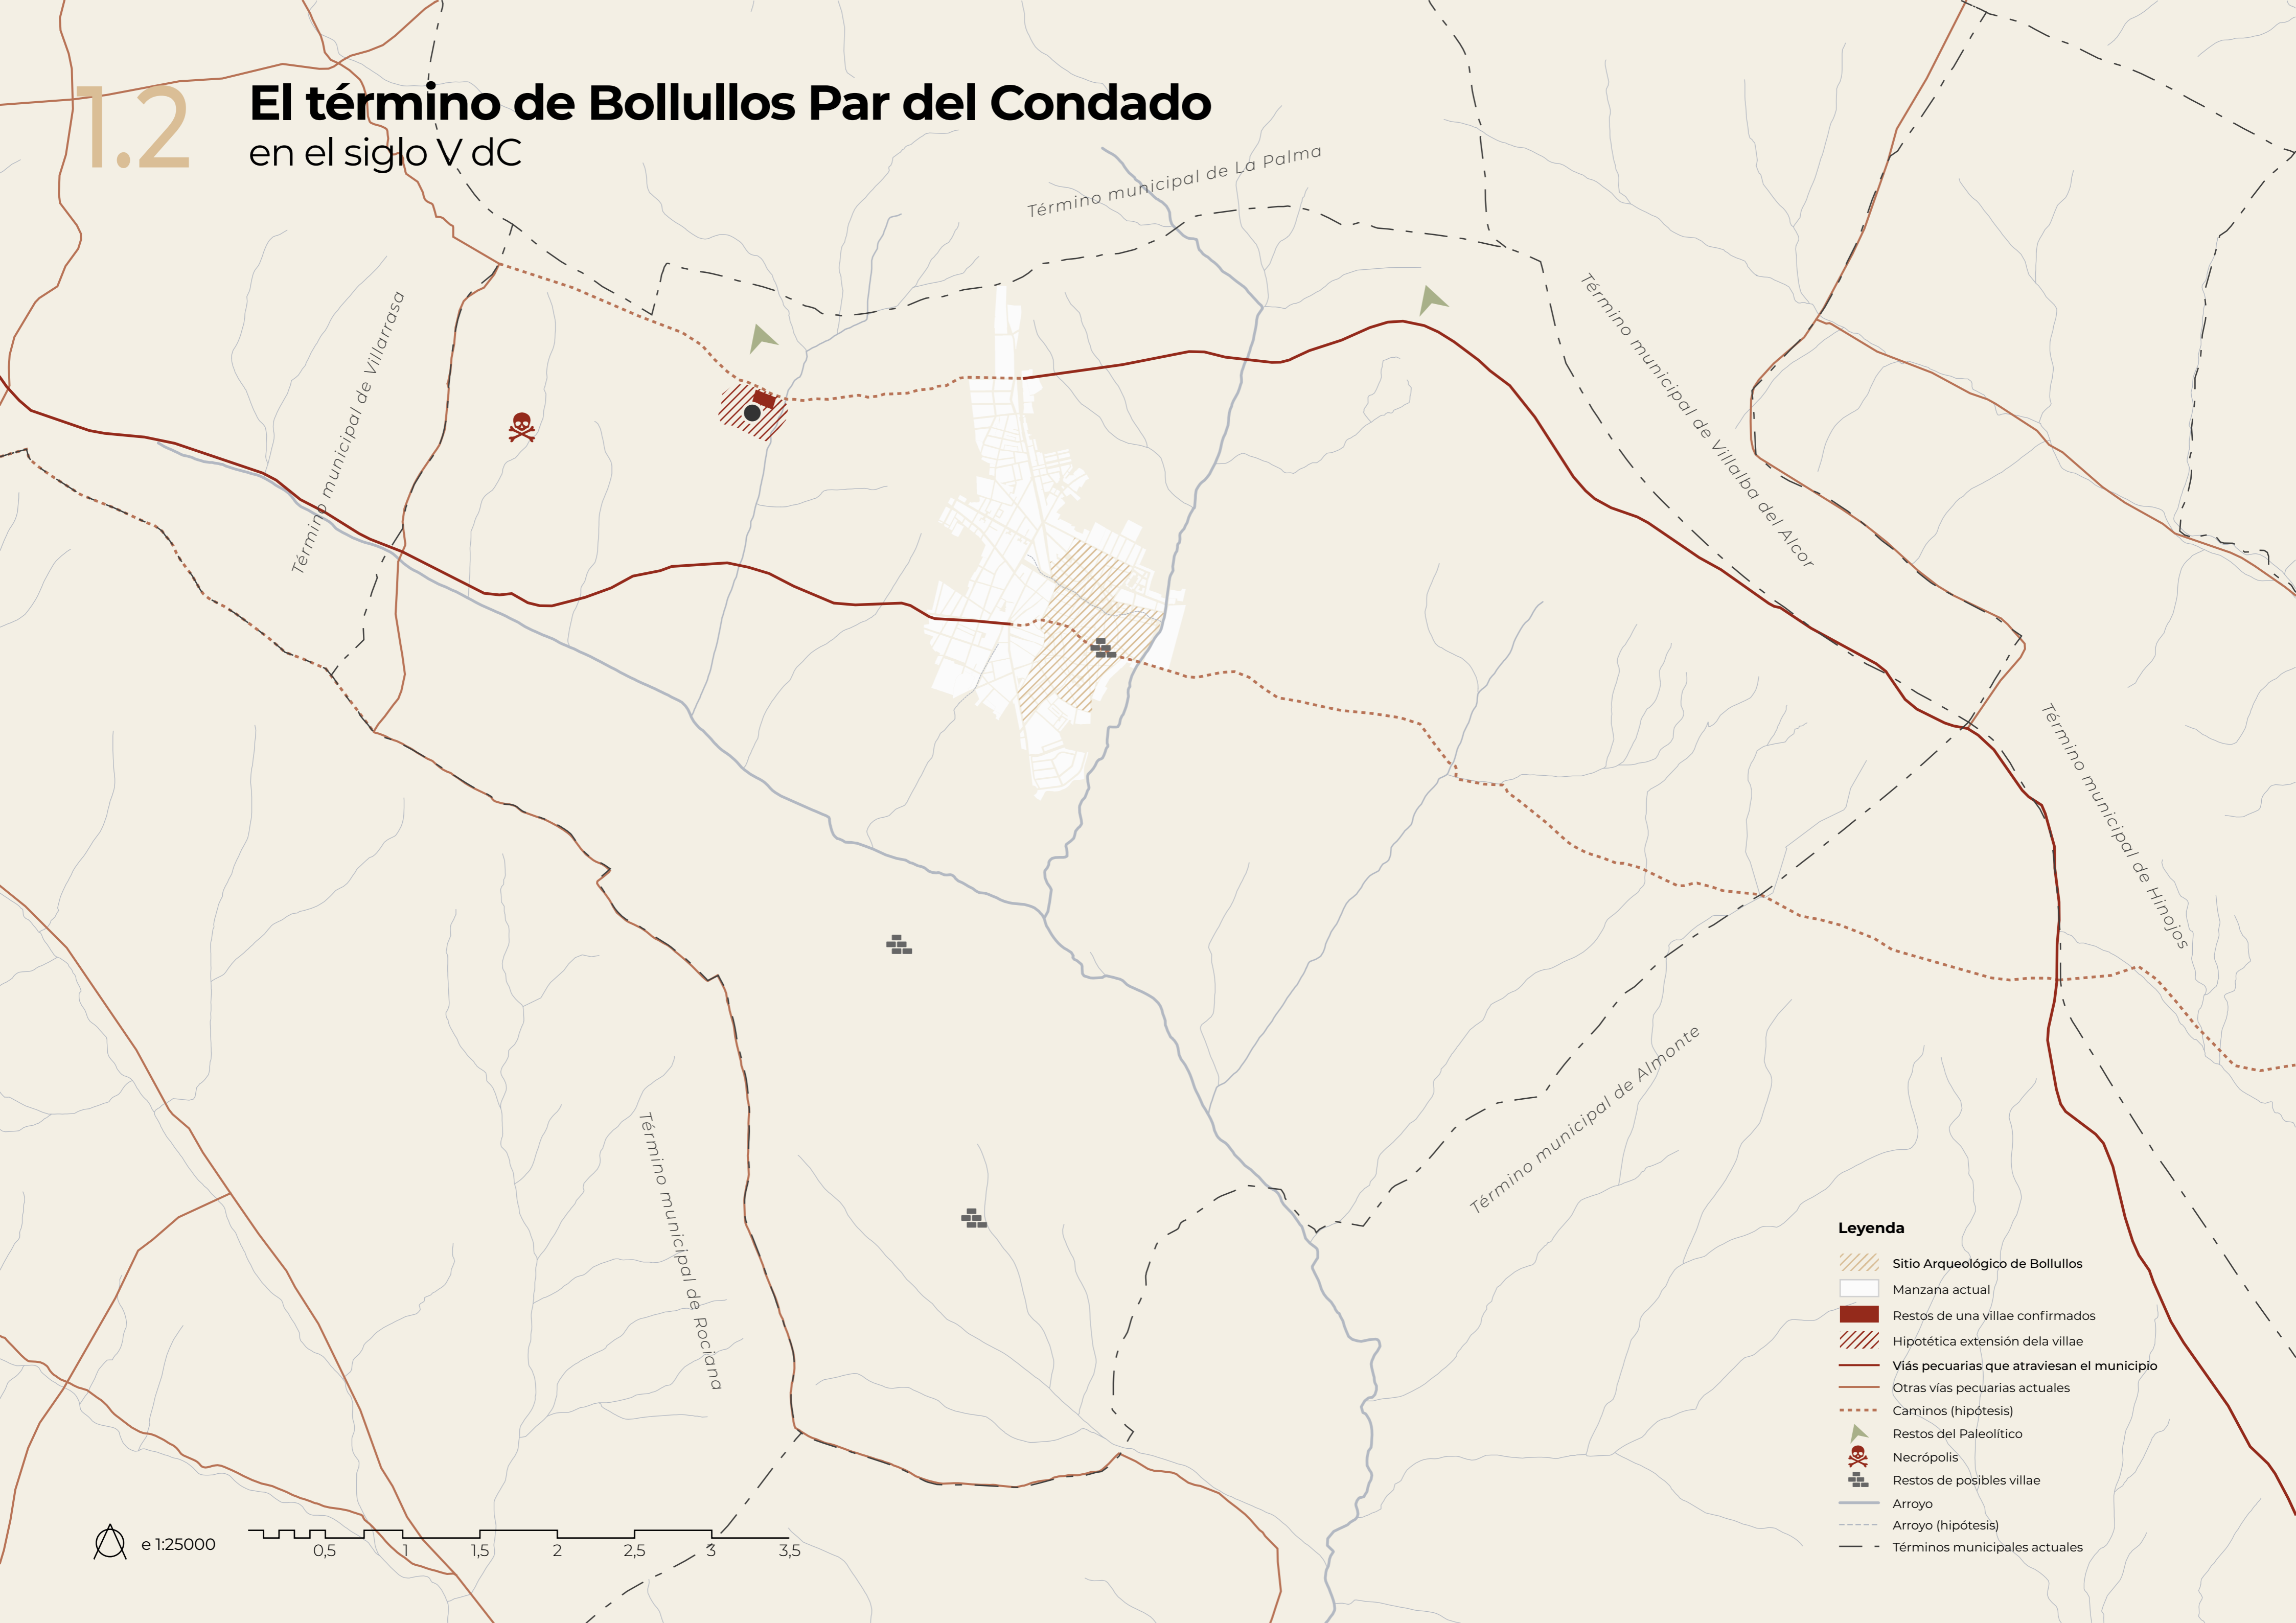 1.2
El término de Bollullos Par del Condado
en el siglo V dC
Término municipal de La Palma
Término municipal de Villarrasa
Término municipal de Villalba del Alcor
Término municipal de Hinojos
Término municipal de Almonte
Término municipal de Rociana
Leyenda
Sitio Arqueológico de Bollullos
Manzana actual
Restos de una villae confirmados
Hipotética extensión dela villae
Viás pecuarias que atraviesan el municipio
Otras vías pecuarias actuales
Caminos (hipótesis)
Restos del Paleolítico
Necrópolis
Restos de posibles villae
Arroyo
Arroyo (hipótesis)
Términos municipales actuales
e 1:25000
0,5 1 1,5 2 2,5 3 3,5